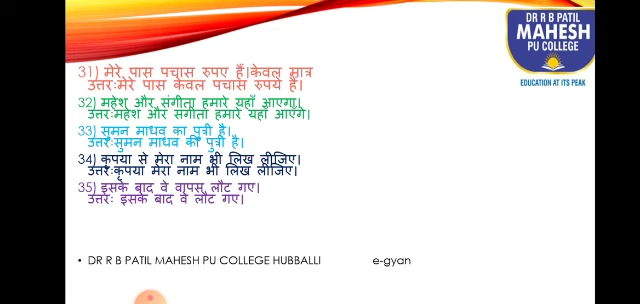 DR R B PATIL
MAHESH
PU COLLEGE
EDUCATION AT ITS PEAK
31) मेरे पास पचास रुपए हैं।केवल मात्र
उत्तरःमेरे पास केवल पचास रुपये हैं।
32) महेश और संगीता हमारे यहाँ आएगा।
उत्तरःमहेश और संगीता हमारे यहाँ आएँगे।
33) सुमन माधव का पुत्री है।
उत्तरःसुमन माधव की पुत्री है।
34) कृपया से मेरा नाम भी लिख लीजिए।
उत्तरःकृपया मेरा नाम भी लिख लीजिए।
35) इसके बाद वे वापस लौट गए।
उत्तरः इसके बाद वे लौट गए।
• DR R B PATIL MAHESH PU COLLEGE HUBBALLI e-gyan